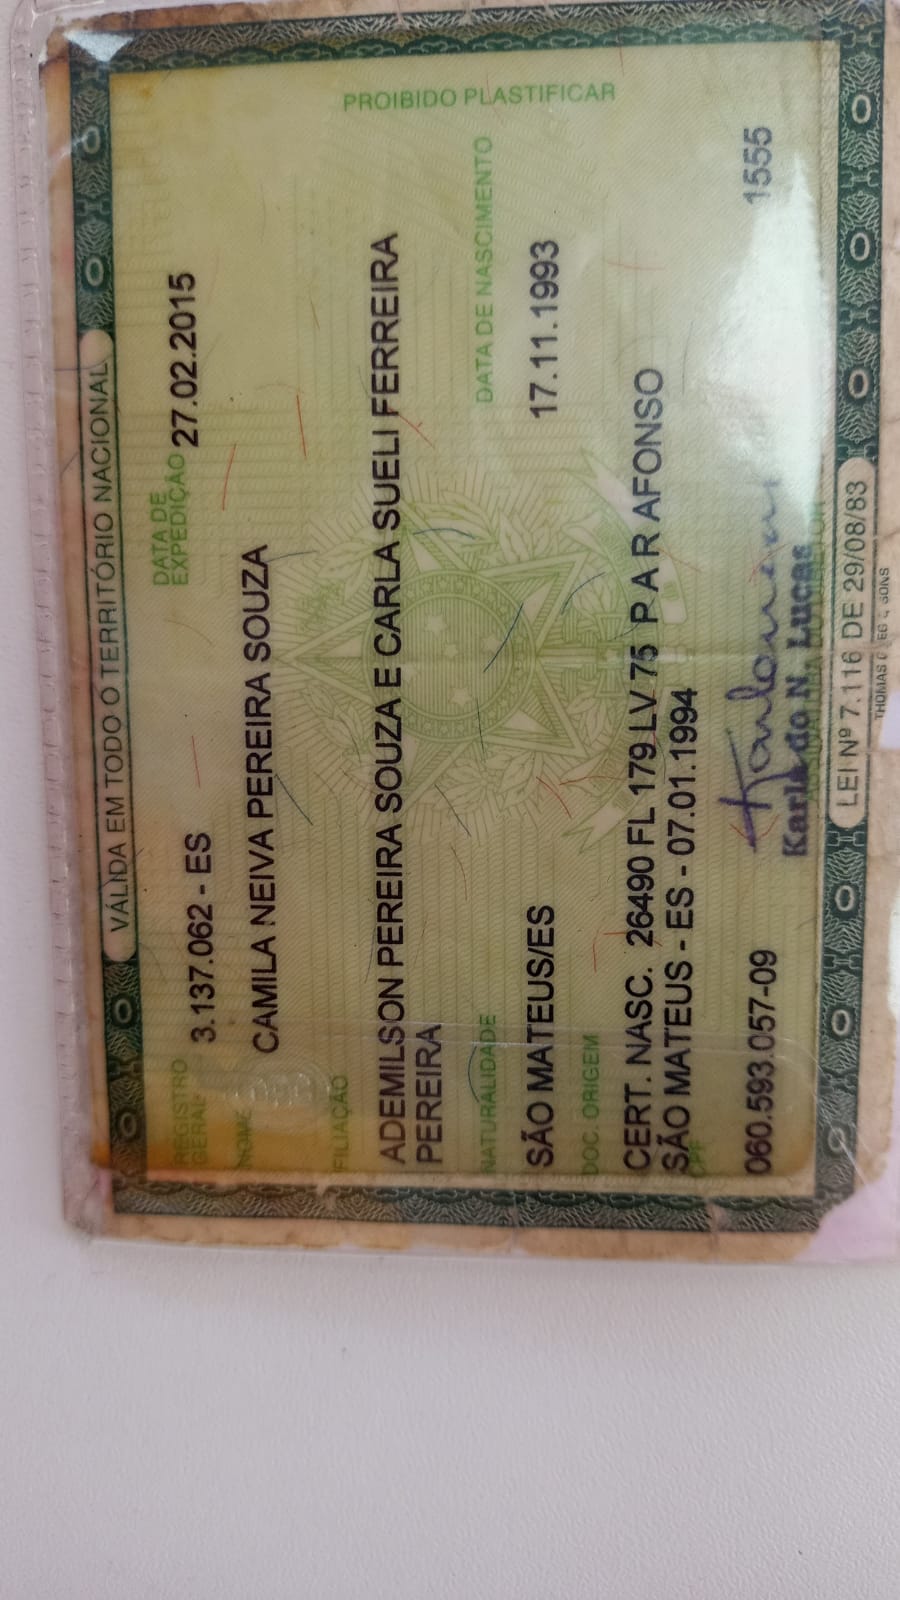 VÁLIDA EM TODO O TERRITÓRIO NACIONAL
REGISTRO GERAL 3.137.062 - ES DATA DE EXPEDIÇÃO 27.02.2015
NOME
CAMILA NEIVA PEREIRA SOUZA
FILIAÇÃO
ADEMILSON PEREIRA SOUZA E CARLA SUELI FERREIRA
PEREIRA
PROIBIDO PLASTIFICAR
NATURALIDADE DATA DE NASCIMENTO
SÃO MATEUS/ES 17.11.1993
DOC. ORIGEM
CERT. NASC. 26490 FL 179 LV 75 P A R AFONSO
SÃO MATEUS - ES - 07.01.1994
CPF
060.593.057-09 1555
Karla do N. Lucas
LEI Nº 7.116 DE 29/08/83
THOMAS